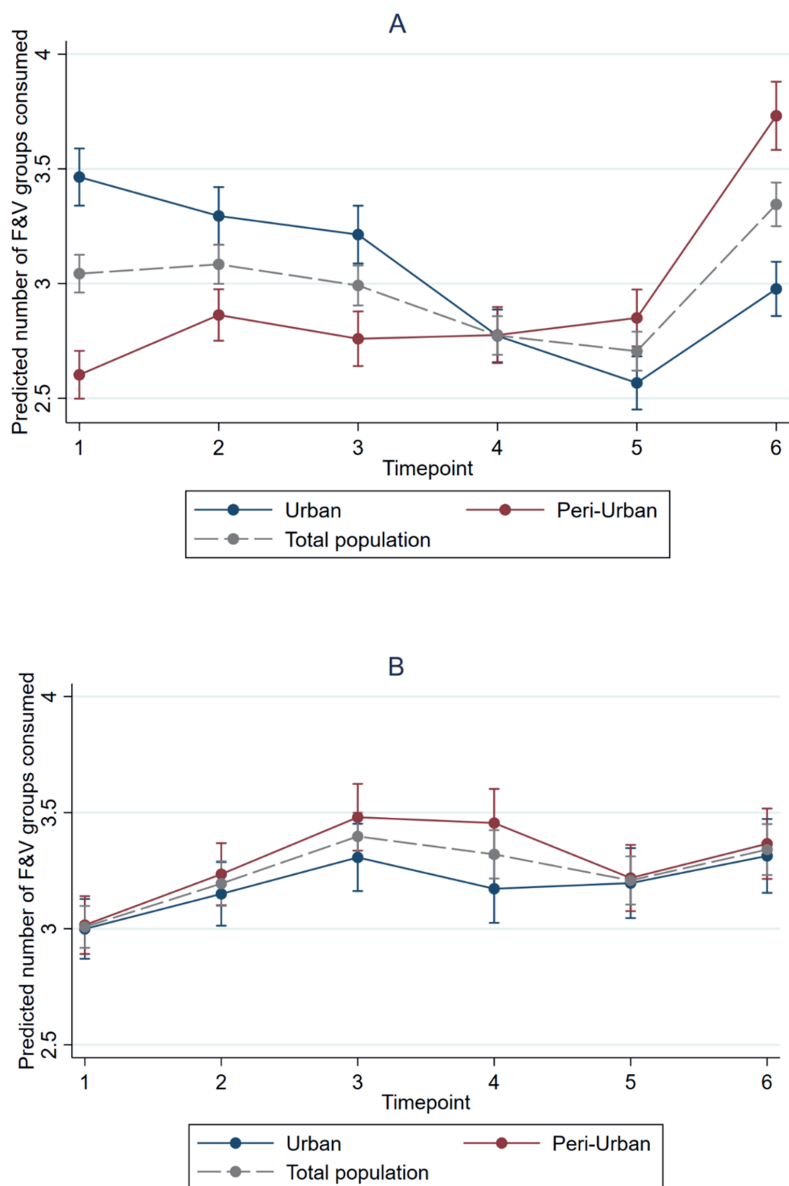 A
Predicted number of F&V groups consumed
4
3.5
3
2.5
1 2 3 4 5 6
Timepoint
Urban Peri-Urban
Total population
B
Predicted number of F&V groups consumed
4
3.5
3
2.5
1 2 3 4 5 6
Timepoint
Urban Peri-Urban
Total population